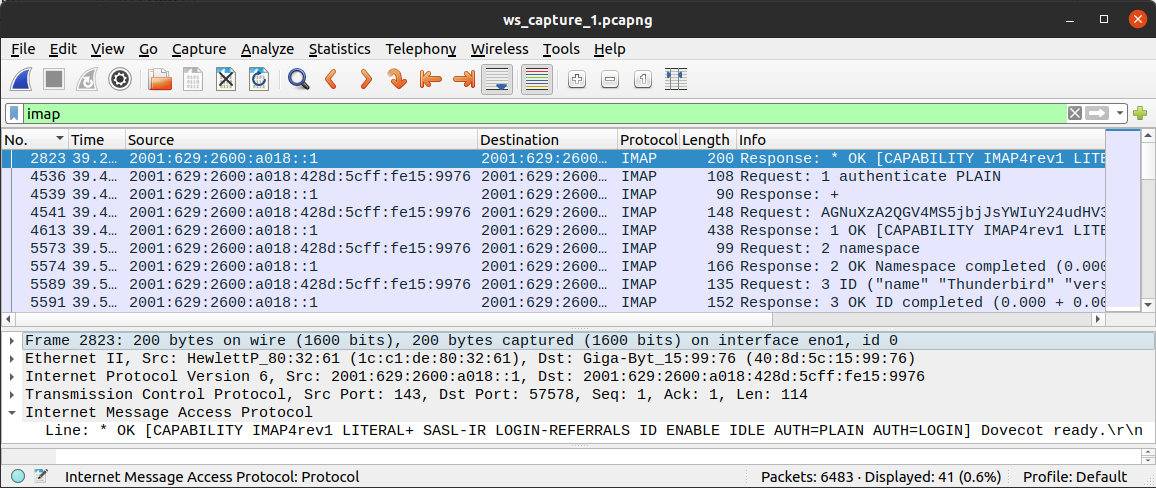 ws_capture_1.pcapng
File Edit View Go Capture Analyze Statistics Telephony Wireless Tools Help
imap
No. Time Source Destination Protocol Length Info
2823 39.2… 2001:629:2600:a018::1 2001:629:2600… IMAP 200 Response: * OK [CAPABILITY IMAP4rev1 LITE
4536 39.4… 2001:629:2600:a018:428d:5cff:fe15:9976 2001:629:2600… IMAP 108 Request: 1 authenticate PLAIN
4539 39.4… 2001:629:2600:a018::1 2001:629:2600… IMAP 90 Response: +
4541 39.4… 2001:629:2600:a018:428d:5cff:fe15:9976 2001:629:2600… IMAP 148 Request: AGNuXzA2QGV4MS5jbjJsYWIuY24udHV3
4613 39.4… 2001:629:2600:a018::1 2001:629:2600… IMAP 438 Response: 1 OK [CAPABILITY IMAP4rev1 LITE
5573 39.5… 2001:629:2600:a018:428d:5cff:fe15:9976 2001:629:2600… IMAP 99 Request: 2 namespace
5574 39.5… 2001:629:2600:a018::1 2001:629:2600… IMAP 166 Response: 2 OK Namespace completed (0.000
5589 39.5… 2001:629:2600:a018:428d:5cff:fe15:9976 2001:629:2600… IMAP 135 Request: 3 ID ("name" "Thunderbird" "vers
5591 39.5… 2001:629:2600:a018::1 2001:629:2600… IMAP 152 Response: 3 OK ID completed (0.000 + 0.00
Frame 2823: 200 bytes on wire (1600 bits), 200 bytes captured (1600 bits) on interface eno1, id 0
Ethernet II, Src: HewlettP_80:32:61 (1c:c1:de:80:32:61), Dst: Giga-Byt_15:99:76 (40:8d:5c:15:99:76)
Internet Protocol Version 6, Src: 2001:629:2600:a018::1, Dst: 2001:629:2600:a018:428d:5cff:fe15:9976
Transmission Control Protocol, Src Port: 143, Dst Port: 57578, Seq: 1, Ack: 1, Len: 114
Internet Message Access Protocol
Line: * OK [CAPABILITY IMAP4rev1 LITERAL+ SASL-IR LOGIN-REFERRALS ID ENABLE IDLE AUTH=PLAIN AUTH=LOGIN] Dovecot ready.\r\n
Internet Message Access Protocol: Protocol Packets: 6483 · Displayed: 41 (0.6%) Profile: Default